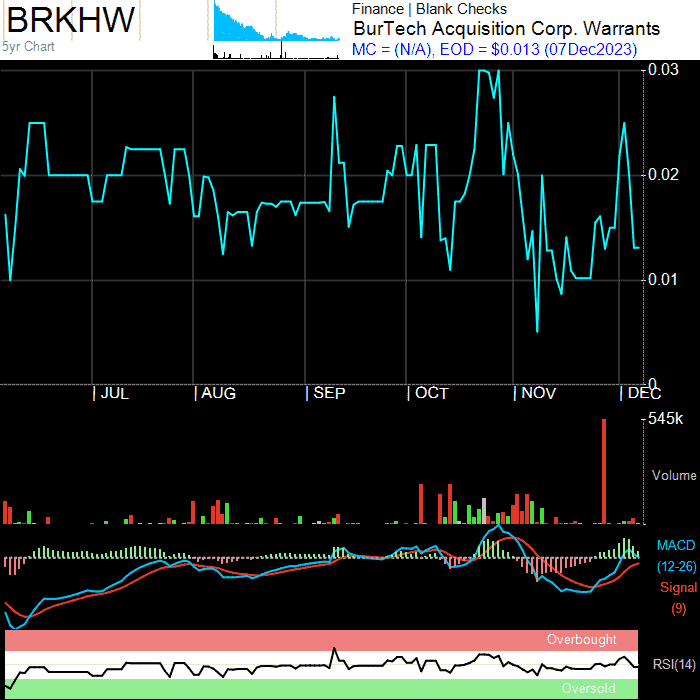 BRKHW
5yr Chart
Finance | Blank Checks
BurTech Acquisition Corp. Warrants
MC = (N/A), EOD = $0.013 (07Dec2023)
0.03
0.02
0.01
0
| JUL | AUG | SEP | OCT | NOV | DEC
545k
Volume
MACD
(12-26)
Signal
(9)
Overbought
RSI(14)
Oversold